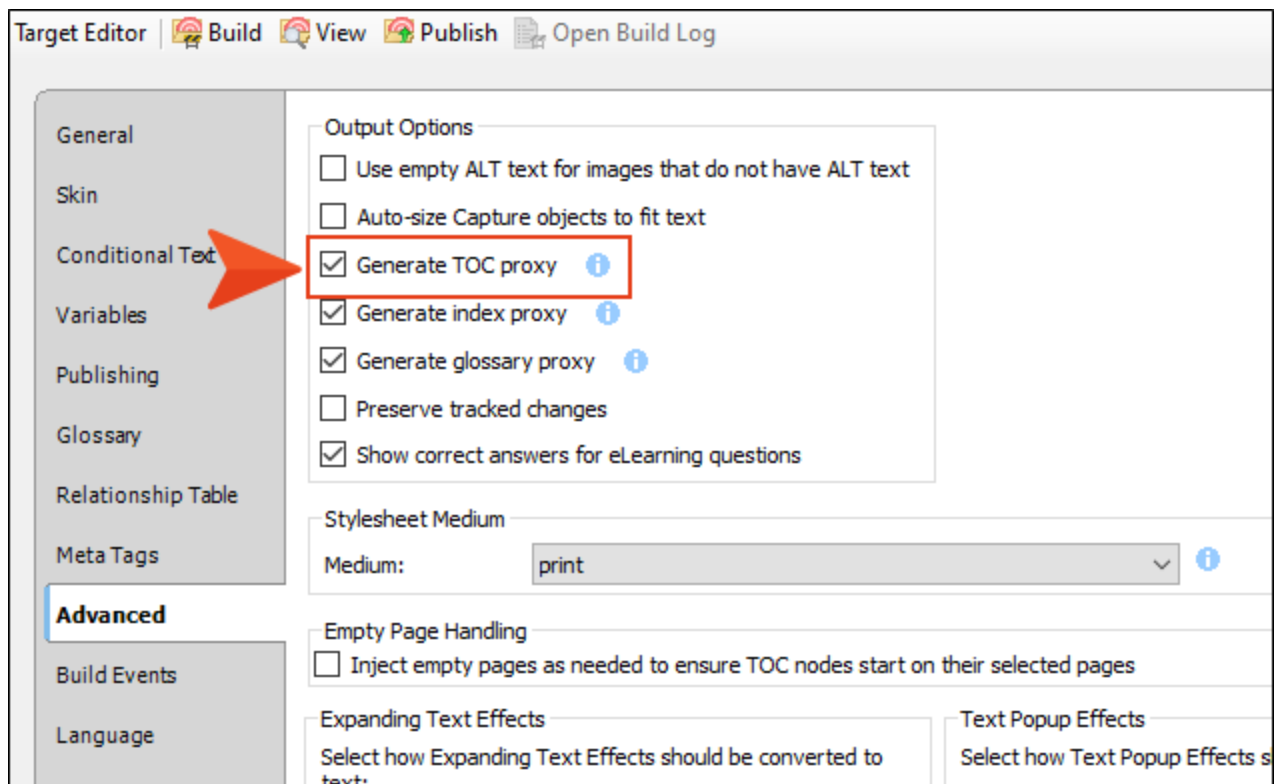 Target Editor Build View Publish Open Build Log
General
Skin
Conditional Text
Variables
Publishing
Glossary
Relationship Table
Meta Tags
Advanced
Build Events
Language
Output Options
Use empty ALT text for images that do not have ALT text
Auto-size Capture objects to fit text
Generate TOC proxy
Generate index proxy
Generate glossary proxy
Preserve tracked changes
Show correct answers for eLearning questions
Stylesheet Medium
Medium: print
Empty Page Handling
Inject empty pages as needed to ensure TOC nodes start on their selected pages
Expanding Text Effects
Select how Expanding Text Effects should be converted to
text:
Text Popup Effects
Select how Text Popup Effects s